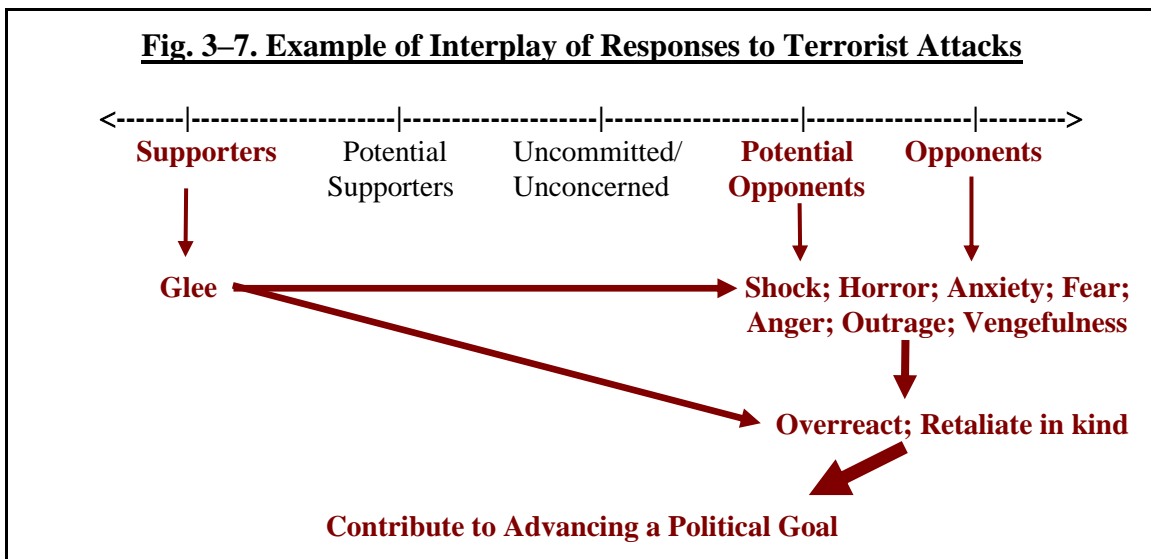 Fig. 3–7. Example of Interplay of Responses to Terrorist Attacks
<-------|---------------------|--------------------|--------------------|-----------------|--------->
Supporters Potential Uncommitted/ Potential Opponents
Supporters Unconcerned Opponents
Glee Shock; Horror; Anxiety; Fear;
Anger; Outrage; Vengefulness
Overreact; Retaliate in kind
Contribute to Advancing a Political Goal